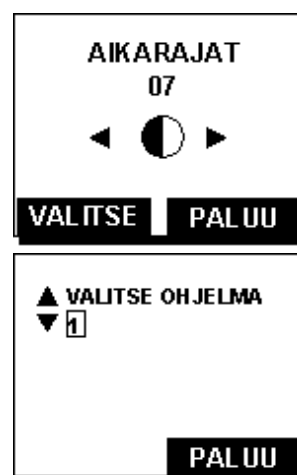 AIKARAJAT
07
VALITSE PALUU
VALITSE OHJELMA
1
PALUU